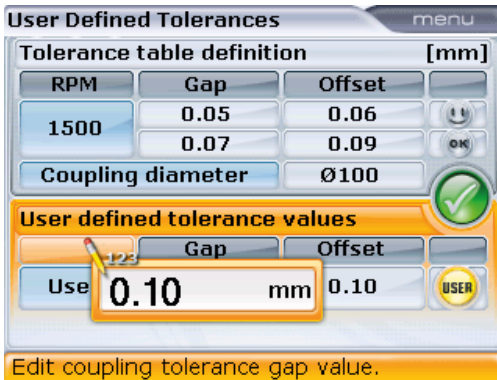 User Defined Tolerances menu
Tolerance table definition [mm]
RPM Gap Offset
1500 0.05 0.06
0.07 0.09 OK
Coupling diameter Ø100
User defined tolerance values
123 Gap Offset
Use 0.10 mm 0.10 USER
Edit coupling tolerance gap value.